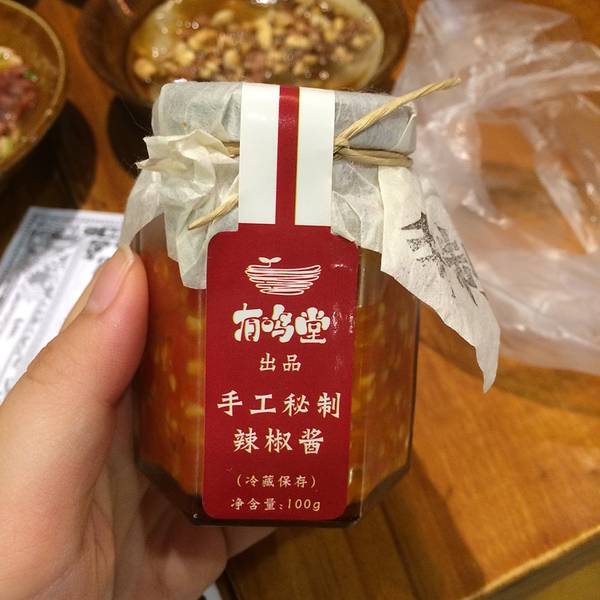 有鸣堂
出品
手工秘制
辣椒酱
（冷藏保存）
净含量：100g